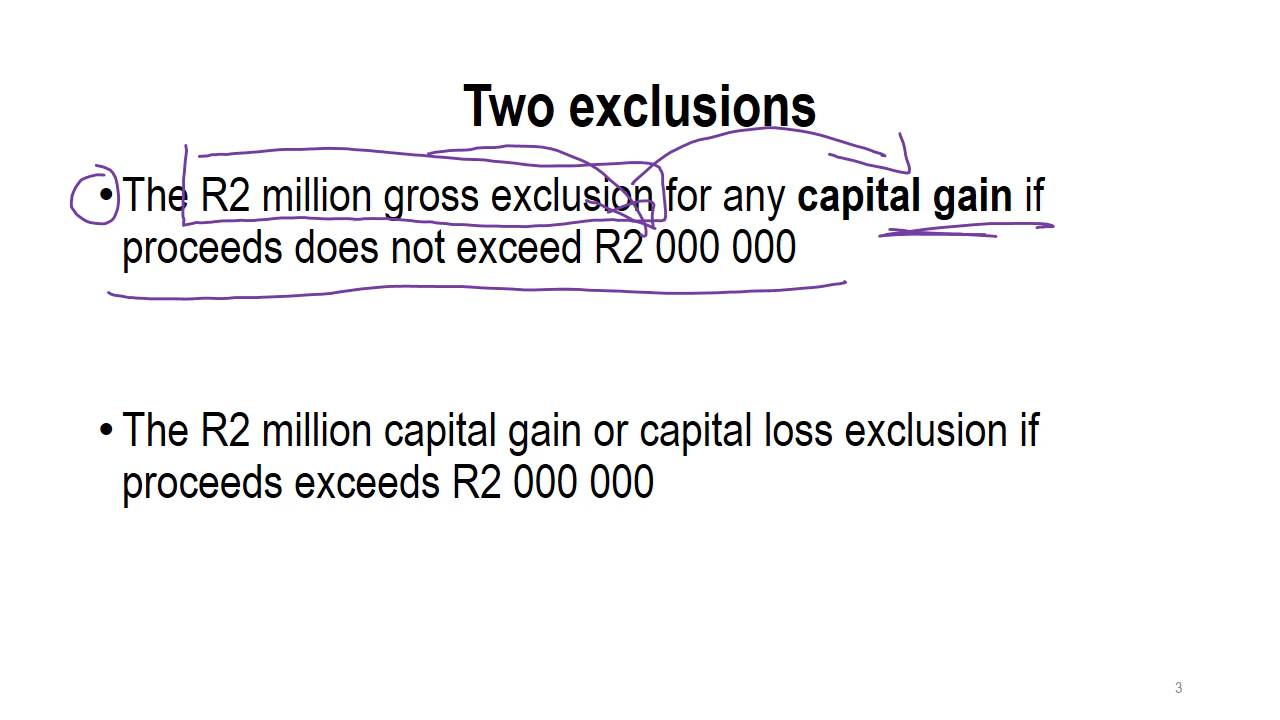 Two exclusions
• The R2 million gross exclusion for any capital gain if
proceeds does not exceed R2 000 000
• The R2 million capital gain or capital loss exclusion if
proceeds exceeds R2 000 000
3